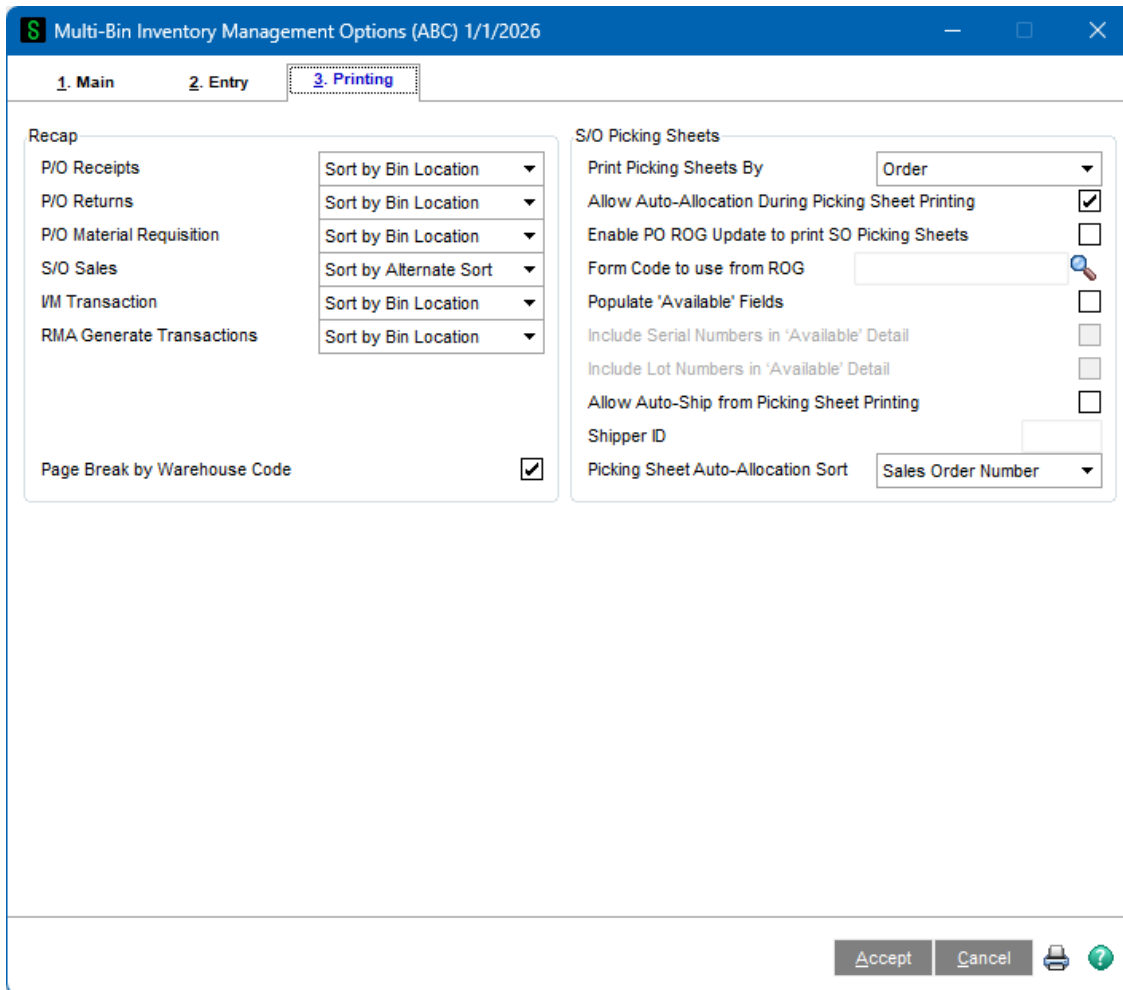 S Multi-Bin Inventory Management Options (ABC) 1/1/2026
1. Main 2. Entry 3. Printing
Recap
P/O Receipts Sort by Bin Location
P/O Returns Sort by Bin Location
P/O Material Requisition Sort by Bin Location
S/O Sales Sort by Alternate Sort
I/M Transaction Sort by Bin Location
RMA Generate Transactions Sort by Bin Location
Page Break by Warehouse Code
S/O Picking Sheets
Print Picking Sheets By Order
Allow Auto-Allocation During Picking Sheet Printing
Enable PO ROG Update to print SO Picking Sheets
Form Code to use from ROG
Populate 'Available' Fields
Include Serial Numbers in ‘Available’ Detail
Include Lot Numbers in ‘Available’ Detail
Allow Auto-Ship from Picking Sheet Printing
Shipper ID
Picking Sheet Auto-Allocation Sort Sales Order Number
Accept Cancel ?